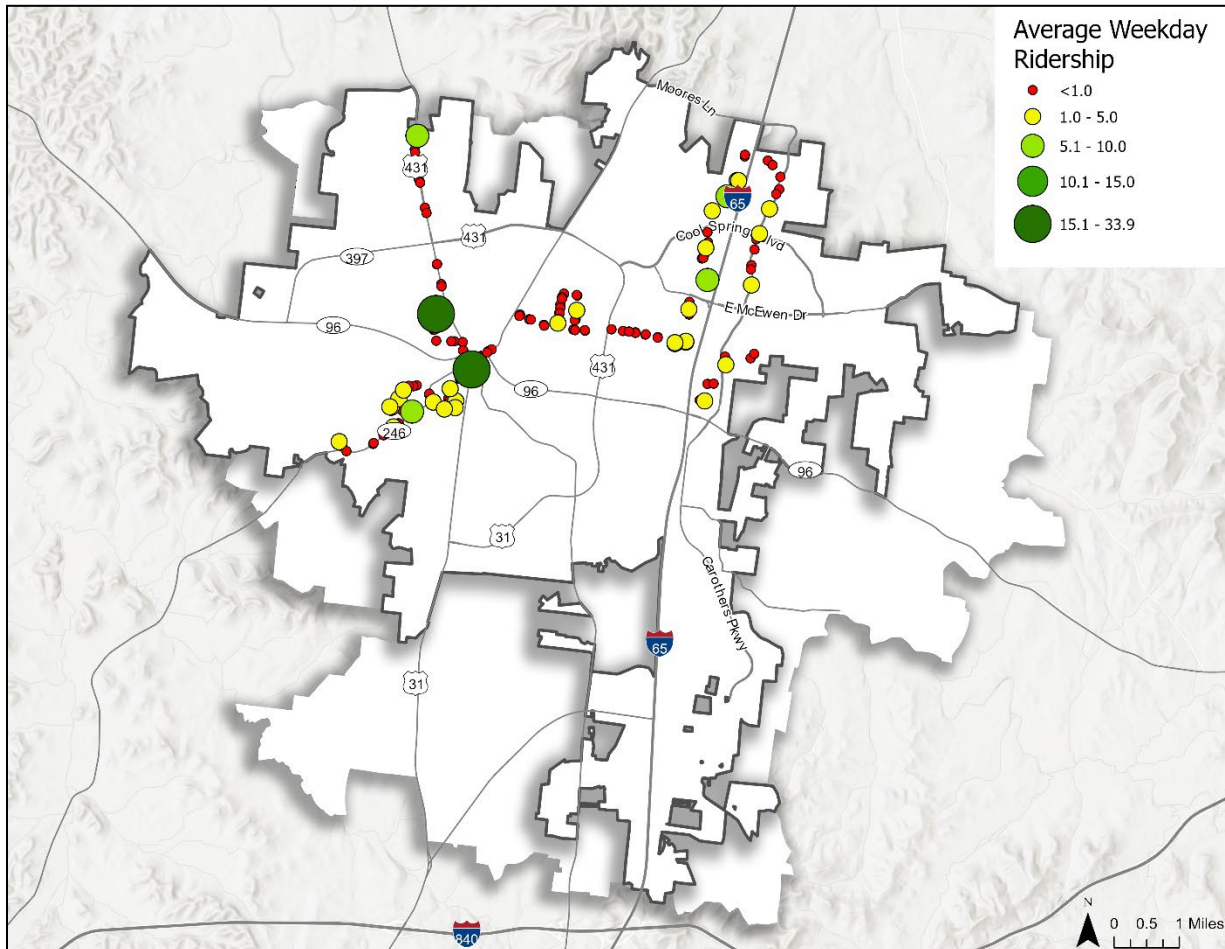 Average Weekday
Ridership
<1.0
1.0 - 5.0
5.1 - 10.0
10.1 - 15.0
15.1 - 33.9
Moores Ln
431
65
431
Cool Springs Blvd
397
E McEwen Dr
96
431
96
246
96
31
Carothers Pkwy
65
31
N
0 0.5 1 Miles
840